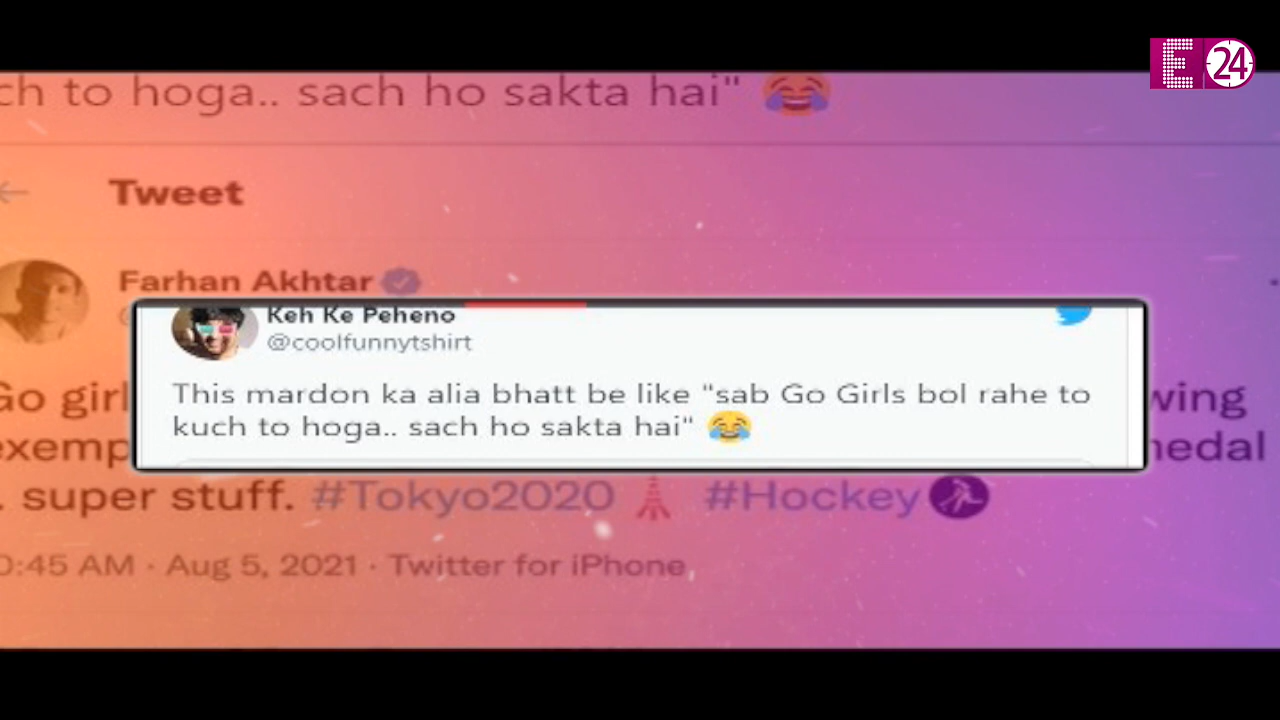 E 24
ch to hoga.. sach ho sakta hai" 😂
Tweet
Farhan Akhtar
Keh Ke Peheno
@coolfunnytshirt
This mardon ka alia bhatt be like "sab Go Girls bol rahe to
kuch to hoga.. sach ho sakta hai" 😂
Go girl wing
exemp medal
. super stuff. #Tokyo2020 🗼 #Hockey
0:45 AM · Aug 5, 2021 · Twitter for iPhone